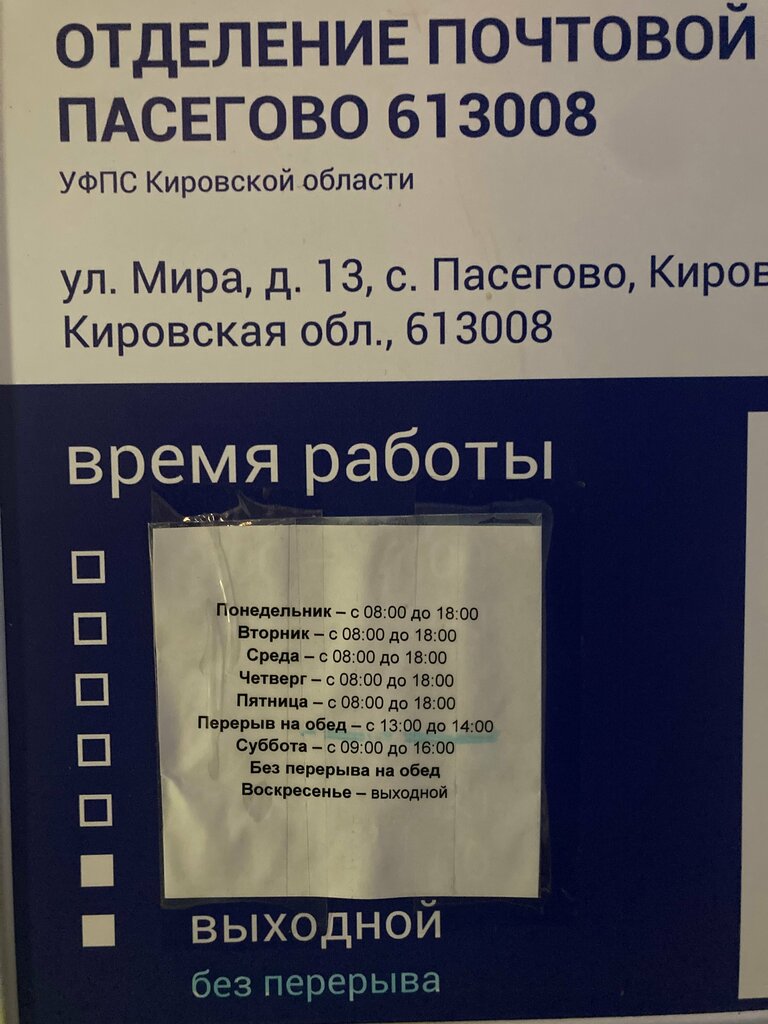 ОТДЕЛЕНИЕ ПОЧТОВОЙ
ПАСЕГОВО 613008
УФПС Кировской области
ул. Мира, д. 13, с. Пасегово, Киров
Кировская обл., 613008
время работы
Понедельник – с 08:00 до 18:00
Вторник – с 08:00 до 18:00
Среда – с 08:00 до 18:00
Четверг – с 08:00 до 18:00
Пятница – с 08:00 до 18:00
Перерыв на обед – с 13:00 до 14:00
Суббота – с 09:00 до 16:00
Без перерыва на обед
Воскресенье – выходной
выходной
без перерыва